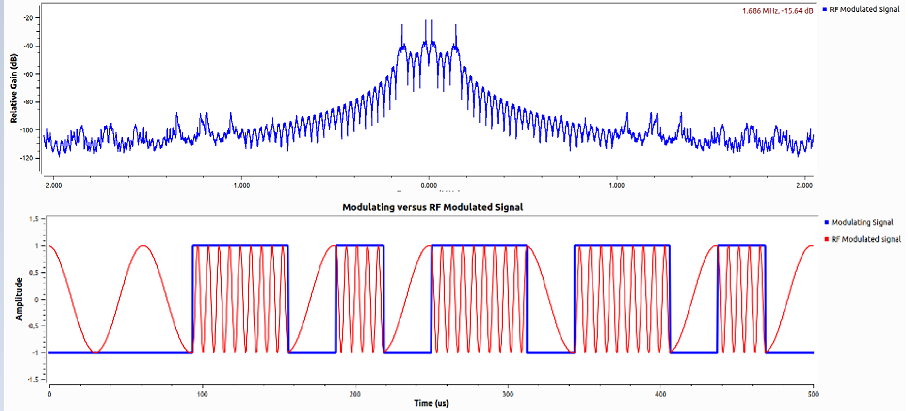 1.686 MHz, -15.64 dB
RF Modulated Signal
Relative Gain (dB)
-20
-40
-60
-80
-100
-120
2.000 1.000 0.000 1.000 2.000
Modulating versus RF Modulated Signal
Modulating Signal
RF Modulated signal
Amplitude
1,5
1
0,5
0
-0,5
-1
-1.5
0 100 200 300 400 500
Time (us)